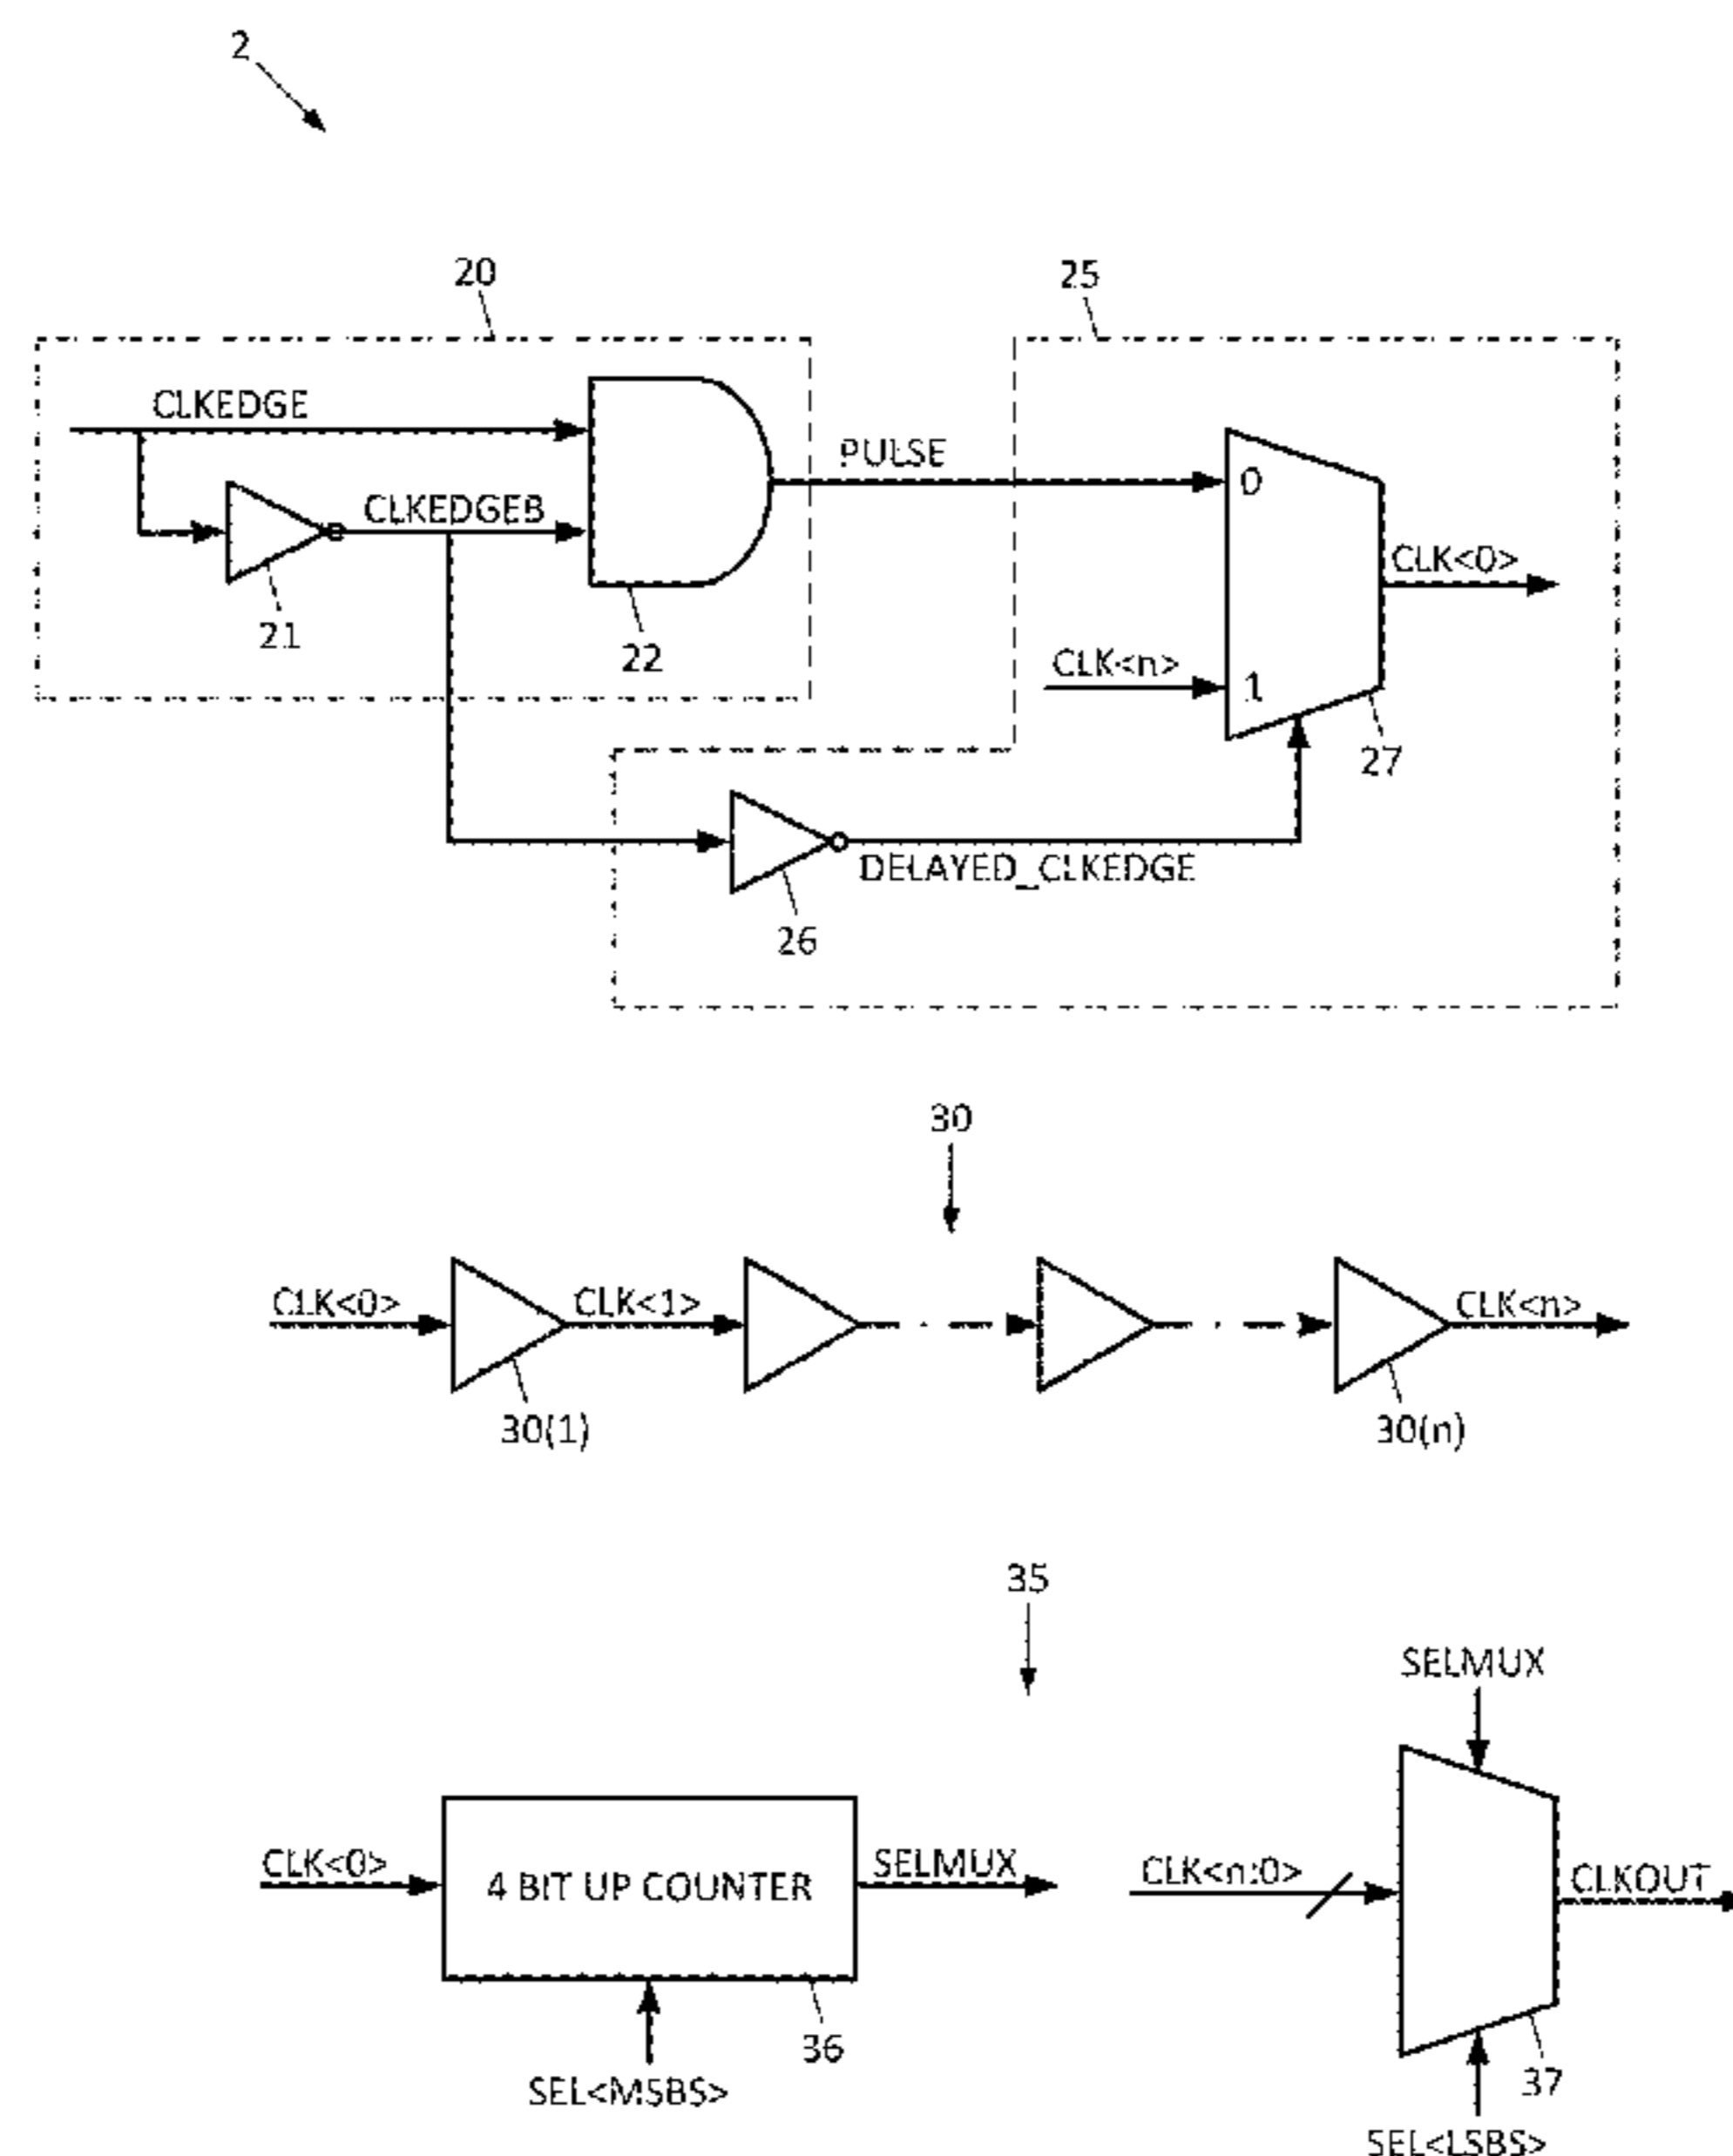 2
20
25
CLKEDGE
CLKEDGEB
21
22
PULSE
0
CLK<n>
1
CLK<0>
27
26
DELAYED_CLKEDGE
30
CLK<0>
CLK<1>
CLK<n>
30(1)
30(n)
35
SELMUX
CLK<0>
4 BIT UP COUNTER
SELMUX
CLK<n:0>
CLKOUT
36
37
SEL<MSBS>
SEL<LSBS>